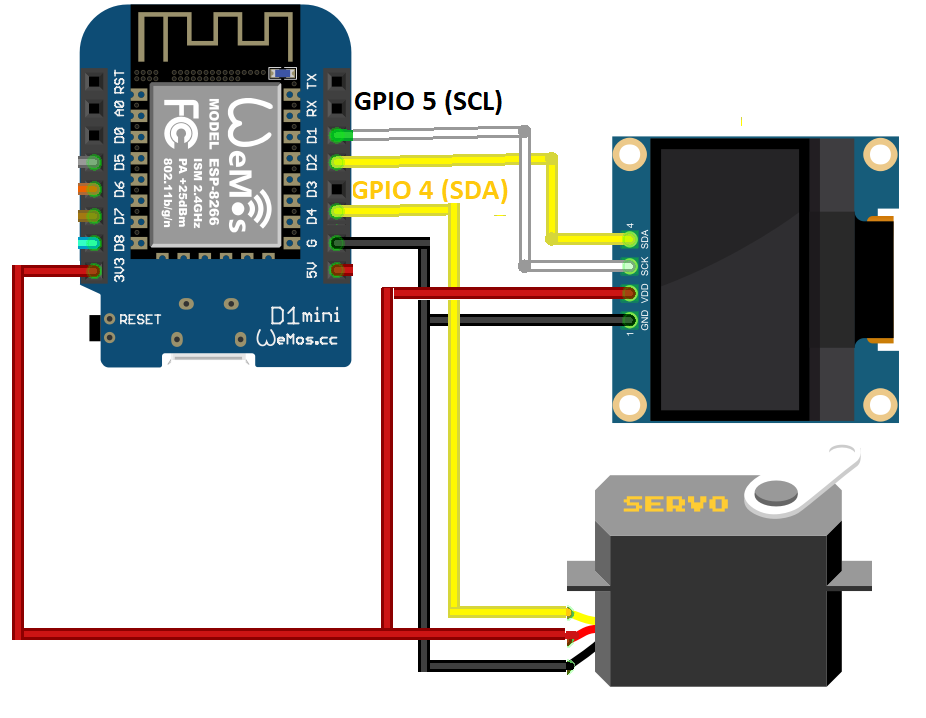 RST
A0
D0
D5
D6
D7
D8
3V3
TX
RX
D1
D2
D3
D4
G
5V
WeMos
MODEL ESP-8266
ISM 2.4GHz
PA +25dBm
802.11b/g/n
FC
RESET
D1 mini
WeMos.cc
GPIO 5 (SCL)
GPIO 4 (SDA)
4
SDA
SCK
VDD
GND
1
SERVO